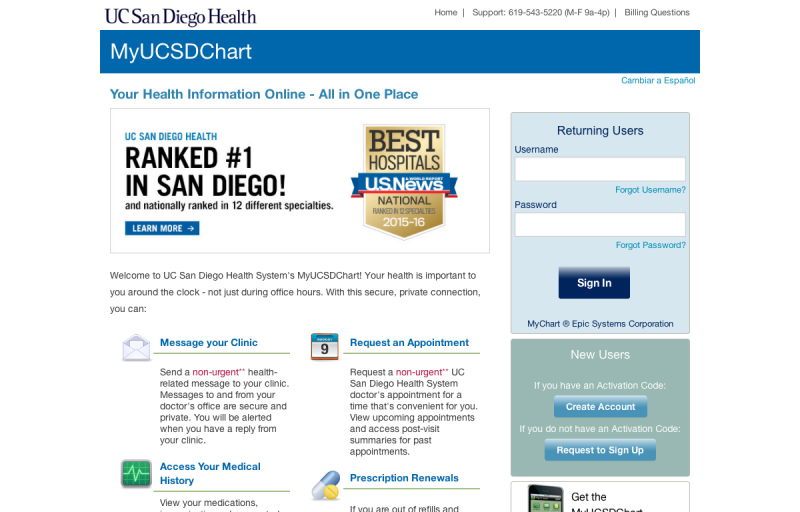 UC San Diego Health
Home | Support: 619-543-5220 (M-F 9a-4p) | Billing Questions
MyUCSDChart
Cambiar a Español
Your Health Information Online - All in One Place
UC SAN DIEGO HEALTH
RANKED #1
IN SAN DIEGO!
and nationally ranked in 12 different specialties.
LEARN MORE →
BEST
HOSPITALS
U.S.News
& WORLD REPORT
NATIONAL
RANKED IN 12 SPECIALTIES
2015-16
Welcome to UC San Diego Health System's MyUCSDChart! Your health is important to
you around the clock - not just during office hours. With this secure, private connection,
you can:
Message your Clinic
Send a non-urgent** health-
related message to your clinic.
Messages to and from your
doctor's office are secure and
private. You will be alerted
when you have a reply from
your clinic.
9
Request an Appointment
Request a non-urgent** UC
San Diego Health System
doctor's appointment for a
time that's convenient for you.
View upcoming appointments
and access post-visit
summaries for past
appointments.
Access Your Medical
History
View your medications,
Prescription Renewals
If you are out of refills and
Returning Users
Username
Forgot Username?
Password
Forgot Password?
Sign In
MyChart ® Epic Systems Corporation
New Users
If you have an Activation Code:
Create Account
If you do not have an Activation Code:
Request to Sign Up
Get the
MyUCSDChart